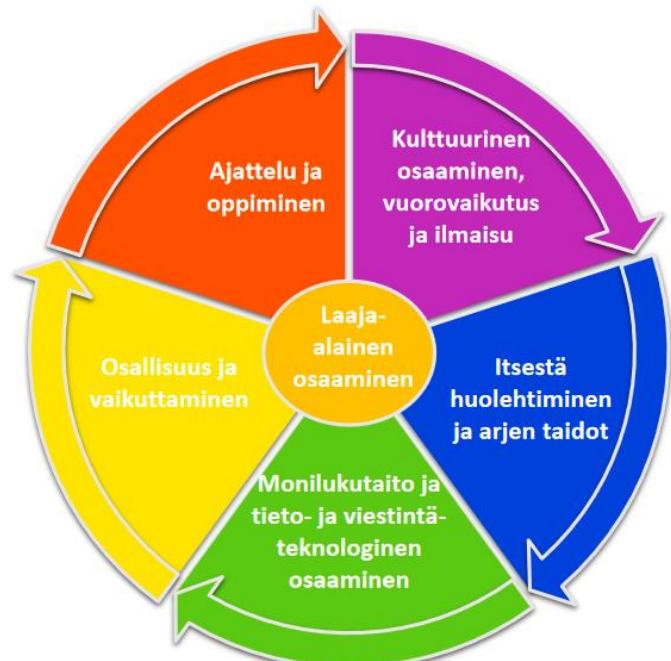 Ajattelu ja
oppiminen
Kulttuurinen
osaaminen,
vuorovaikutus
ja ilmaisu
Laaja-
alainen
osaaminen
Osallisuus ja
vaikuttaminen
Itsestä
huolehtiminen
ja arjen taidot
Monilukutaito ja
tieto- ja viestintä-
teknologinen
osaaminen